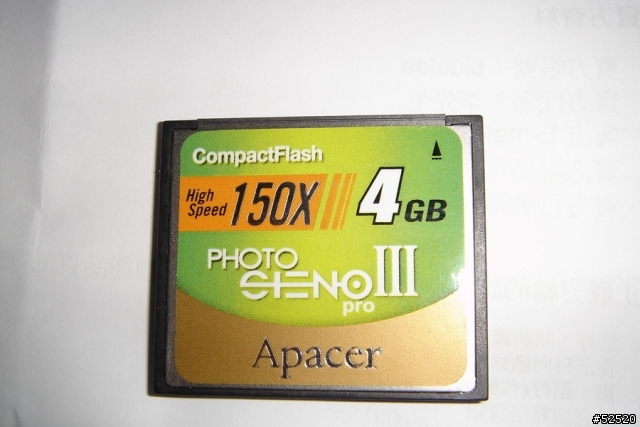 CompactFlash
High Speed 150X 4GB
PHOTO
STENO III
pro
Apacer
#52520